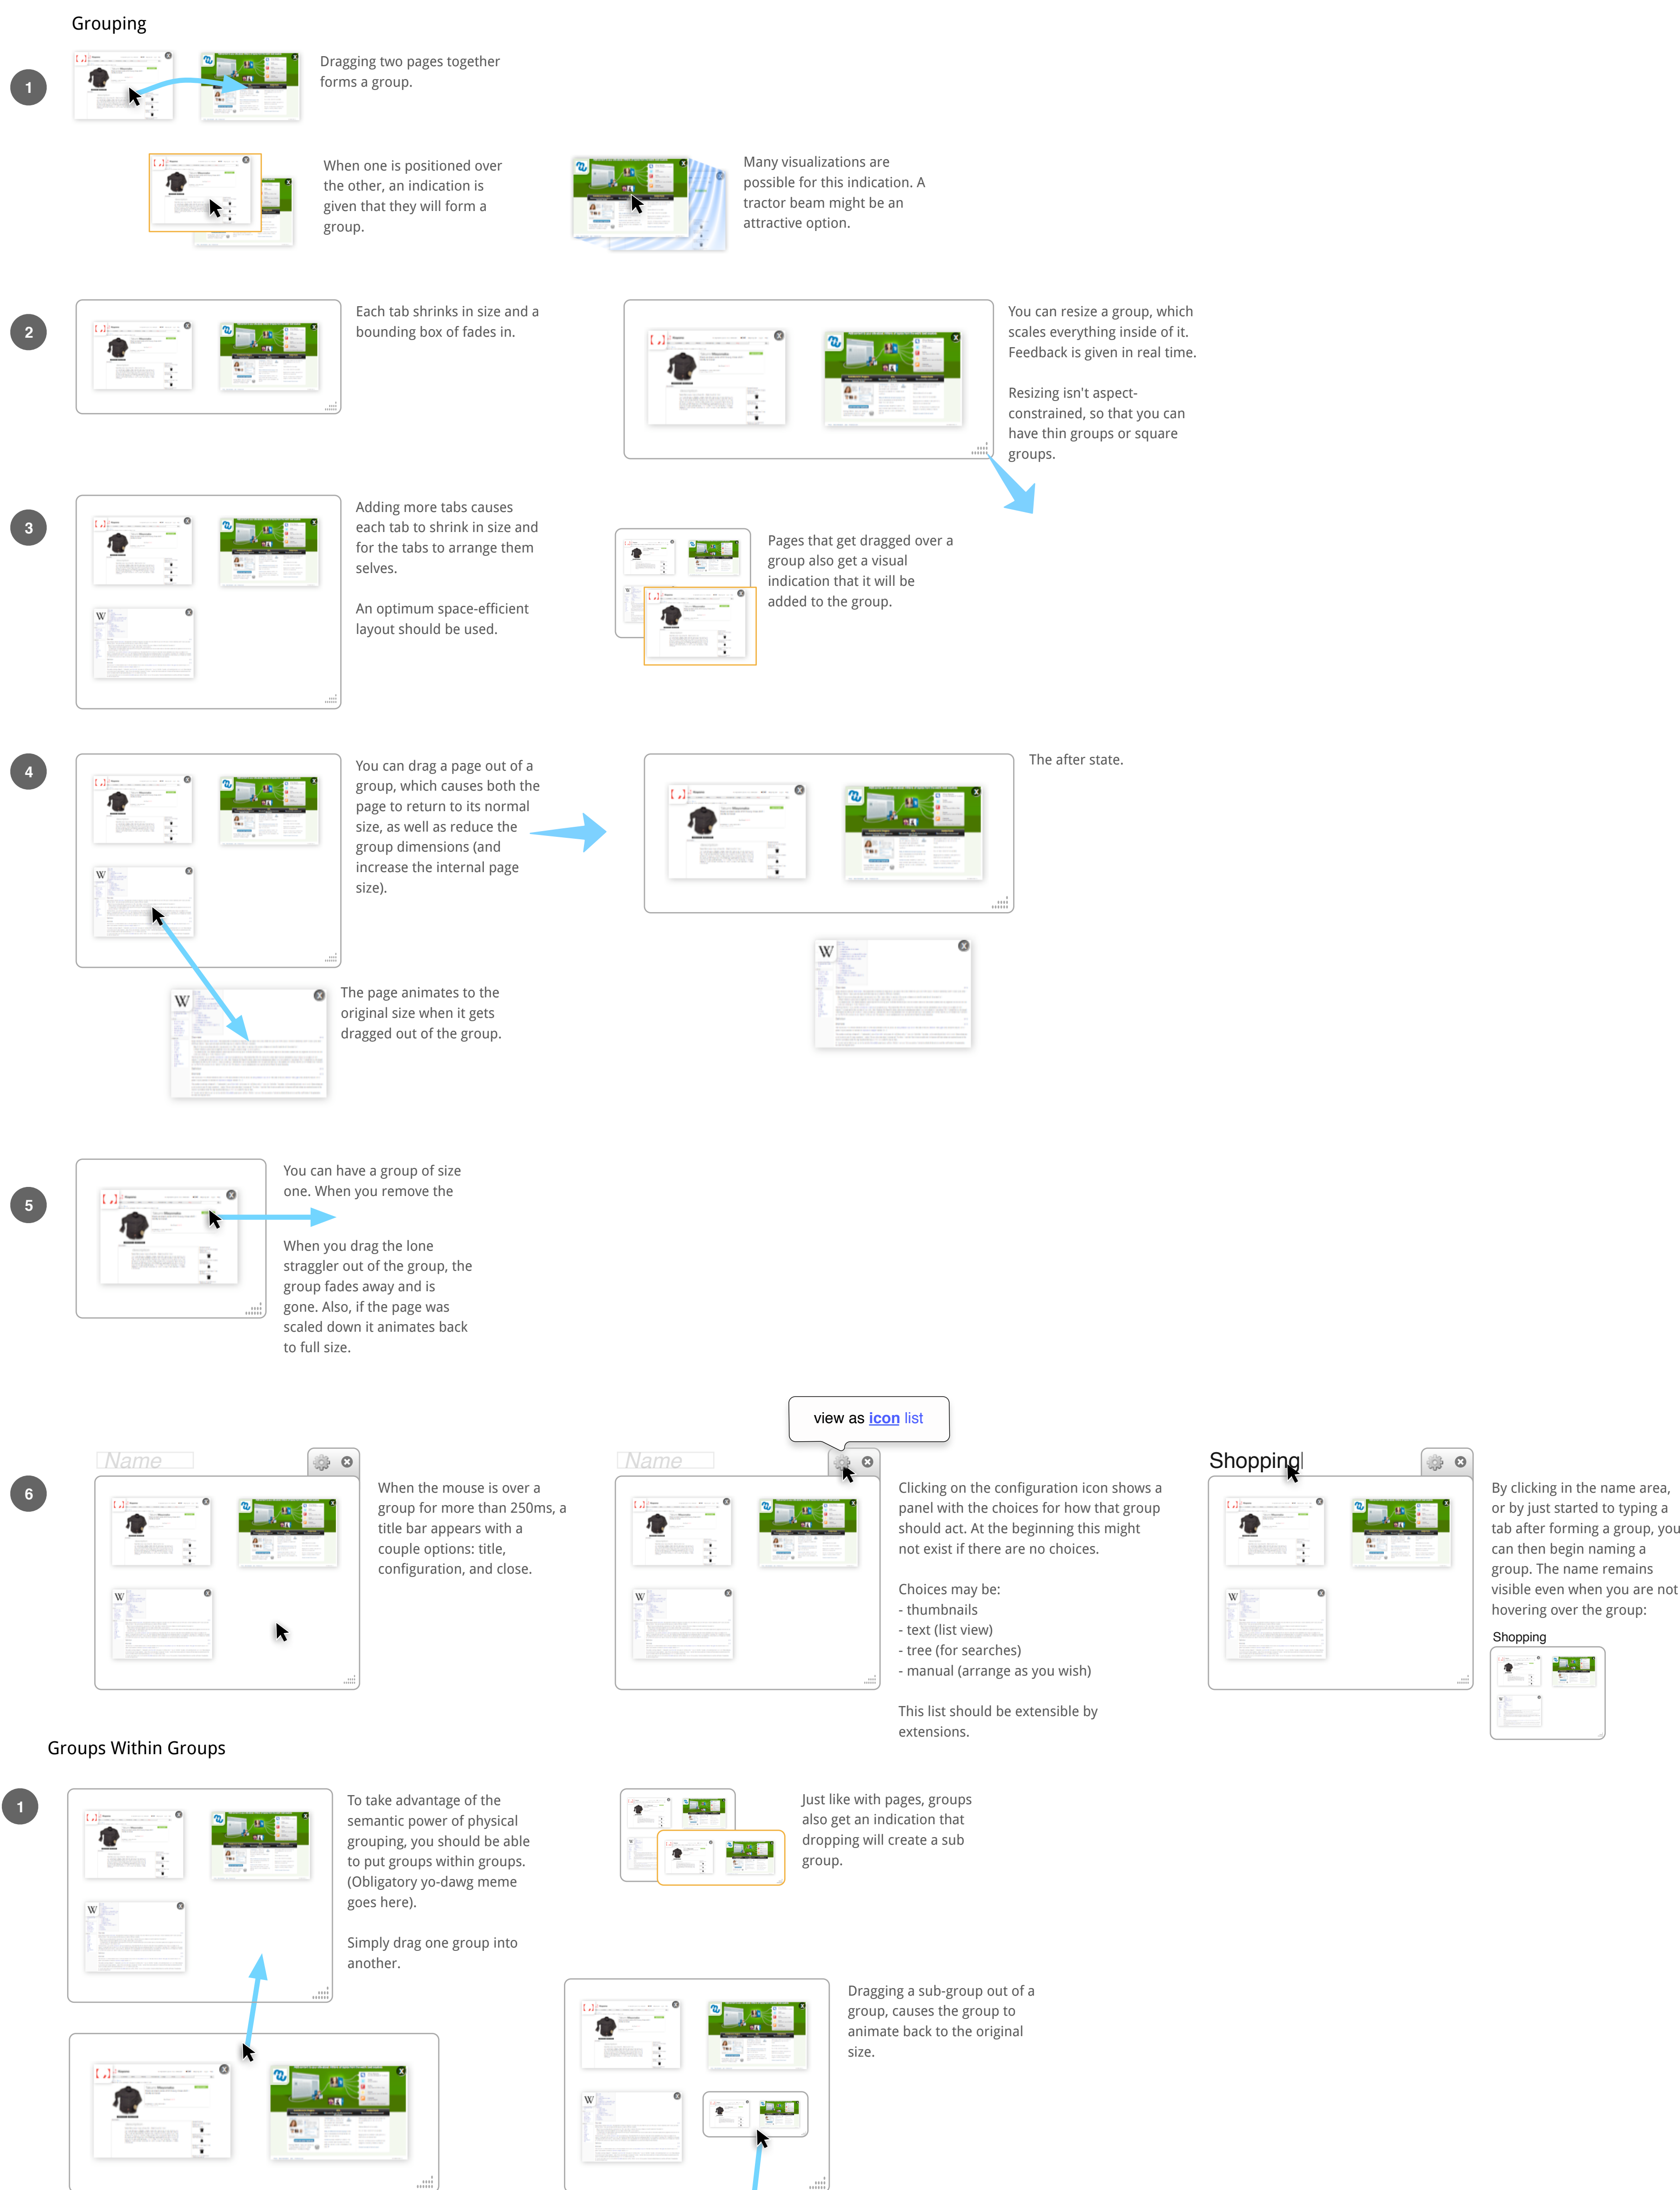 Grouping
1
Dragging two pages together
forms a group.
When one is positioned over
the other, an indication is
given that they will form a
group.
Many visualizations are
possible for this indication. A
tractor beam might be an
attractive option.
2
Each tab shrinks in size and a
bounding box of fades in.
You can resize a group, which
scales everything inside of it.
Feedback is given in real time.
Resizing isn't aspect-
constrained, so that you can
have thin groups or square
groups.
3
Adding more tabs causes
each tab to shrink in size and
for the tabs to arrange them
selves.
An optimum space-efficient
layout should be used.
Pages that get dragged over a
group also get a visual
indication that it will be
added to the group.
4
You can drag a page out of a
group, which causes both the
page to return to its normal
size, as well as reduce the
group dimensions (and
increase the internal page
size).
The after state.
The page animates to the
original size when it gets
dragged out of the group.
5
You can have a group of size
one. When you remove the
When you drag the lone
straggler out of the group, the
group fades away and is
gone. Also, if the page was
scaled down it animates back
to full size.
6
Name
When the mouse is over a
group for more than 250ms, a
title bar appears with a
couple options: title,
configuration, and close.
view as icon list
Name
Clicking on the configuration icon shows a
panel with the choices for how that group
should act. At the beginning this might
not exist if there are no choices.
Choices may be:
- thumbnails
- text (list view)
- tree (for searches)
- manual (arrange as you wish)
This list should be extensible by
extensions.
Shopping
By clicking in the name area,
or by just started to typing a
tab after forming a group, you
can then begin naming a
group. The name remains
visible even when you are not
hovering over the group:
Shopping
Groups Within Groups
1
To take advantage of the
semantic power of physical
grouping, you should be able
to put groups within groups.
(Obligatory yo-dawg meme
goes here).
Simply drag one group into
another.
Just like with pages, groups
also get an indication that
dropping will create a sub
group.
Dragging a sub-group out of a
group, causes the group to
animate back to the original
size.